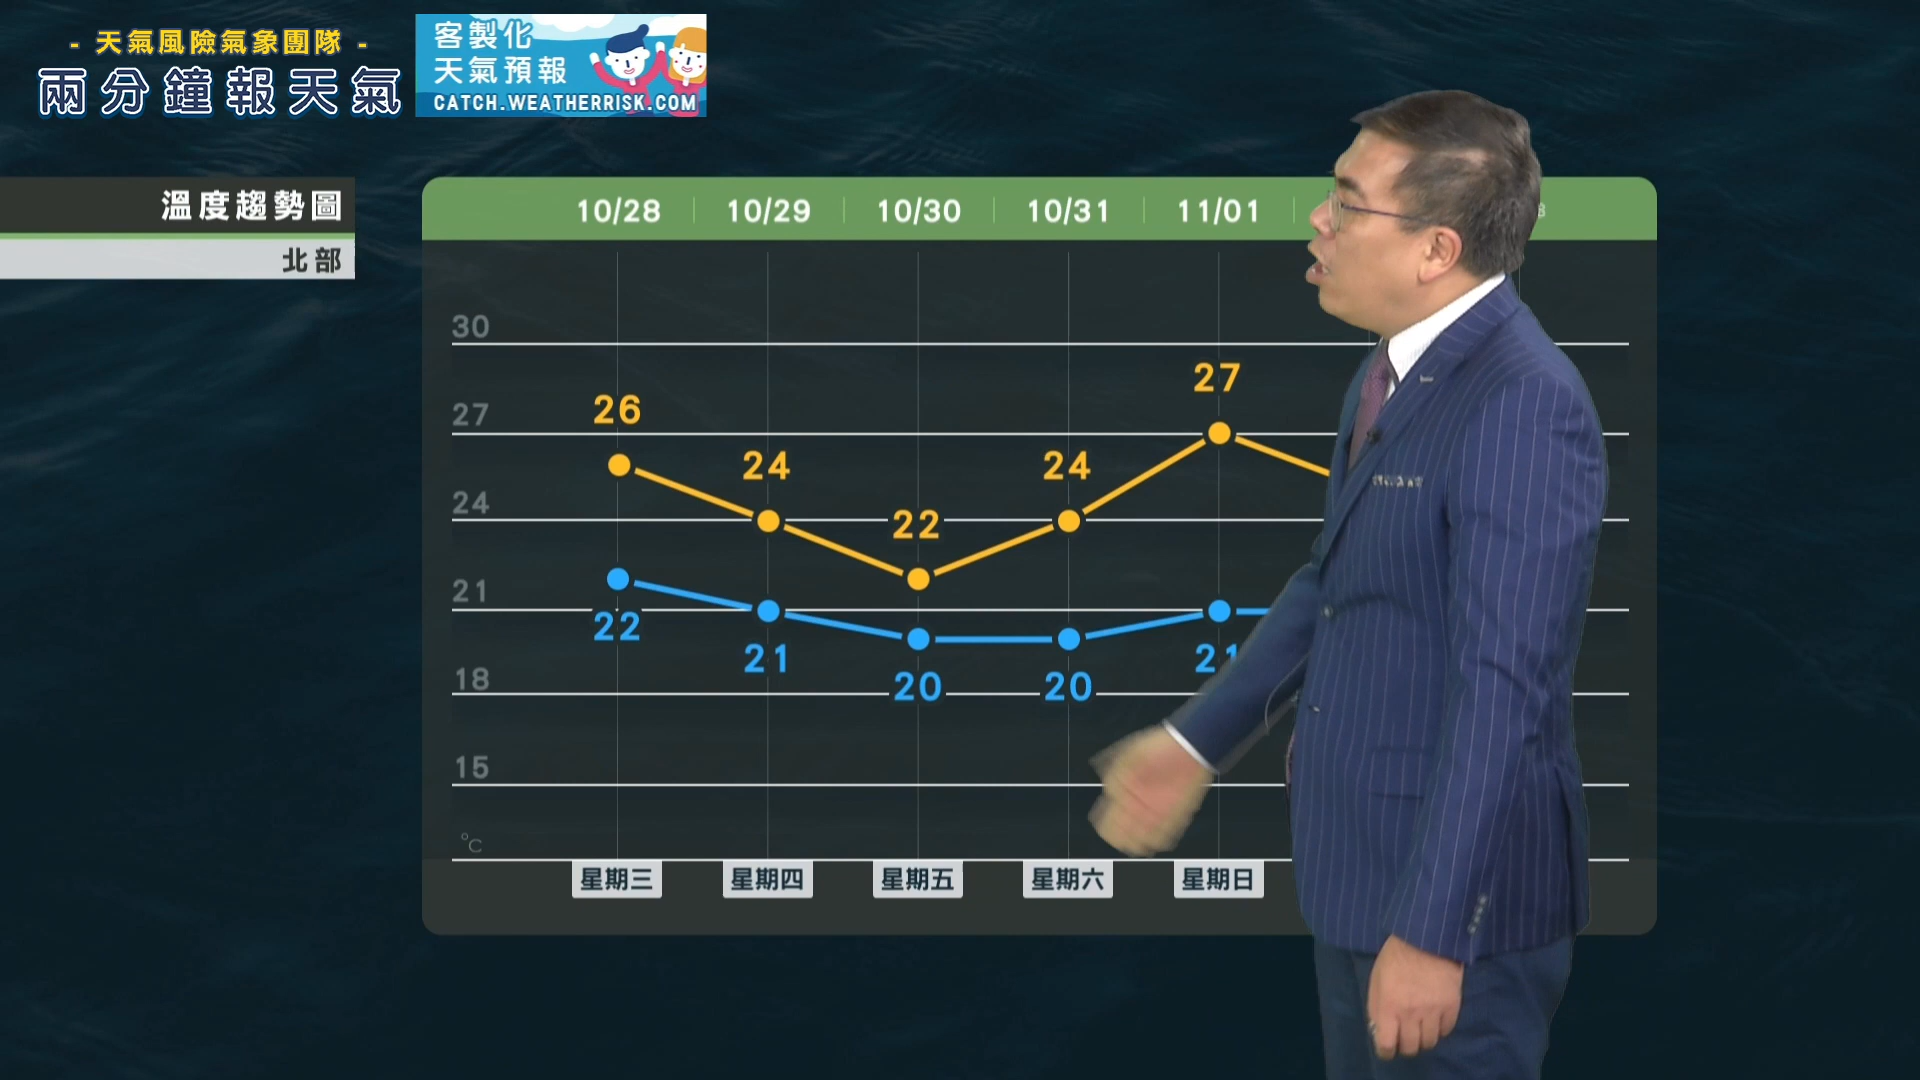 - 天氣風險氣象團隊 -
兩分鐘報天氣
客製化
天氣預報
CATCH.WEATHERRISK.COM
溫度趨勢圖
北部
10/28 10/29 10/30 10/31 11/01
30
27
24
21
18
15
°C
26 24 22 24 27
22 21 20 20 21
星期三 星期四 星期五 星期六 星期日